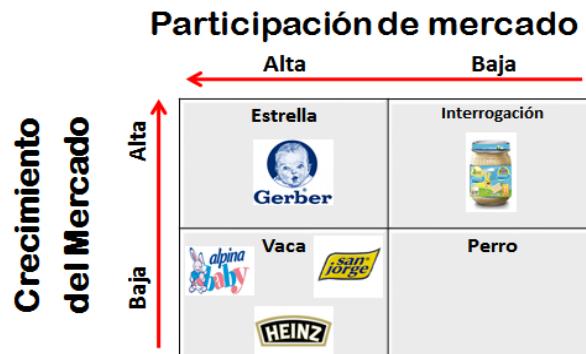 Participación de mercado
Alta
Baja
Crecimiento
del Mercado
Alta
Baja
Estrella
Gerber
Interrogación
Vaca
alpina
baby
san
jorge
HEINZ
Perro